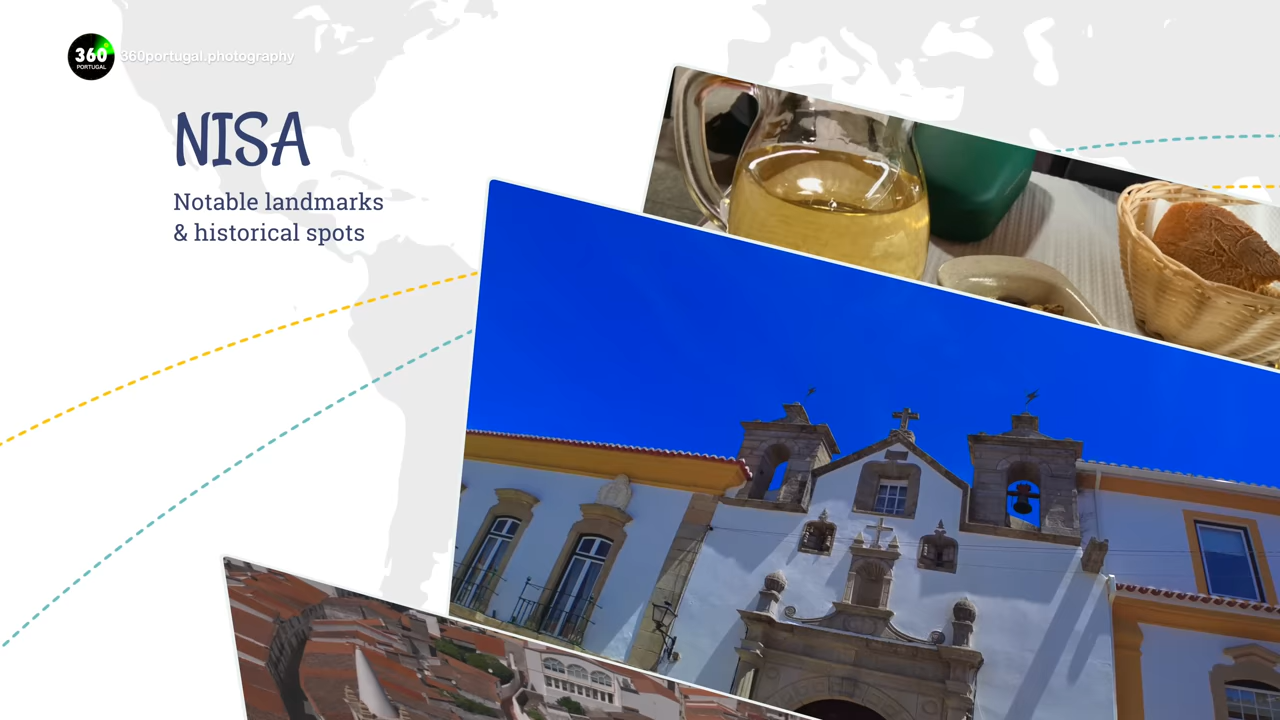 360
PORTUGAL
360portugal.photography
NISA
Notable landmarks
& historical spots